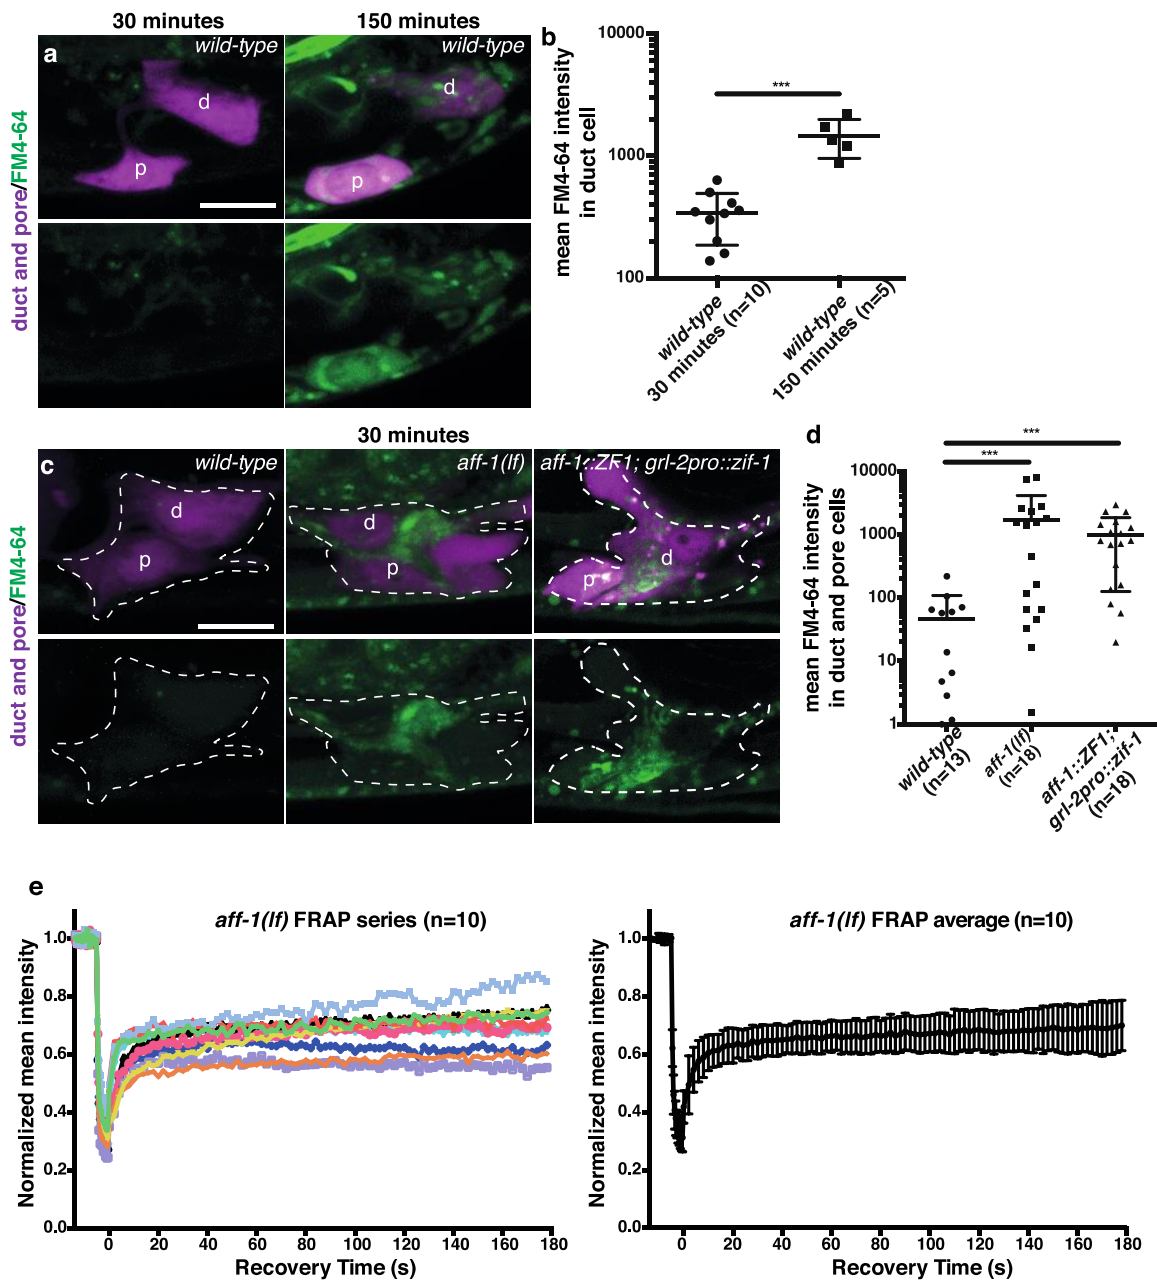 30 minutes
150 minutes
a
wild-type
wild-type
d
p
d
p
duct and pore/FM4-64
b
mean FM4-64 intensity
in duct cell
10000
1000
100
***
wild-type
30 minutes (n=10)
wild-type
150 minutes (n=5)
30 minutes
c
wild-type
aff-1(lf)
aff-1::ZF1; grl-2pro::zif-1
d
p
d
p
d
p
duct and pore/FM4-64
d
mean FM4-64 intensity
in duct and pore cells
10000
1000
100
10
1
***
***
wild-type
(n=13)
aff-1(lf)
(n=18)
aff-1::ZF1;
grl-2pro::zif-1
(n=18)
e
aff-1(lf) FRAP series (n=10)
Normalized mean intensity
1.0
0.8
0.6
0.4
0.2
0.0
0 20 40 60 80 100 120 140 160 180
Recovery Time (s)
aff-1(lf) FRAP average (n=10)
Normalized mean intensity
1.0
0.8
0.6
0.4
0.2
0.0
0 20 40 60 80 100 120 140 160 180
Recovery Time (s)